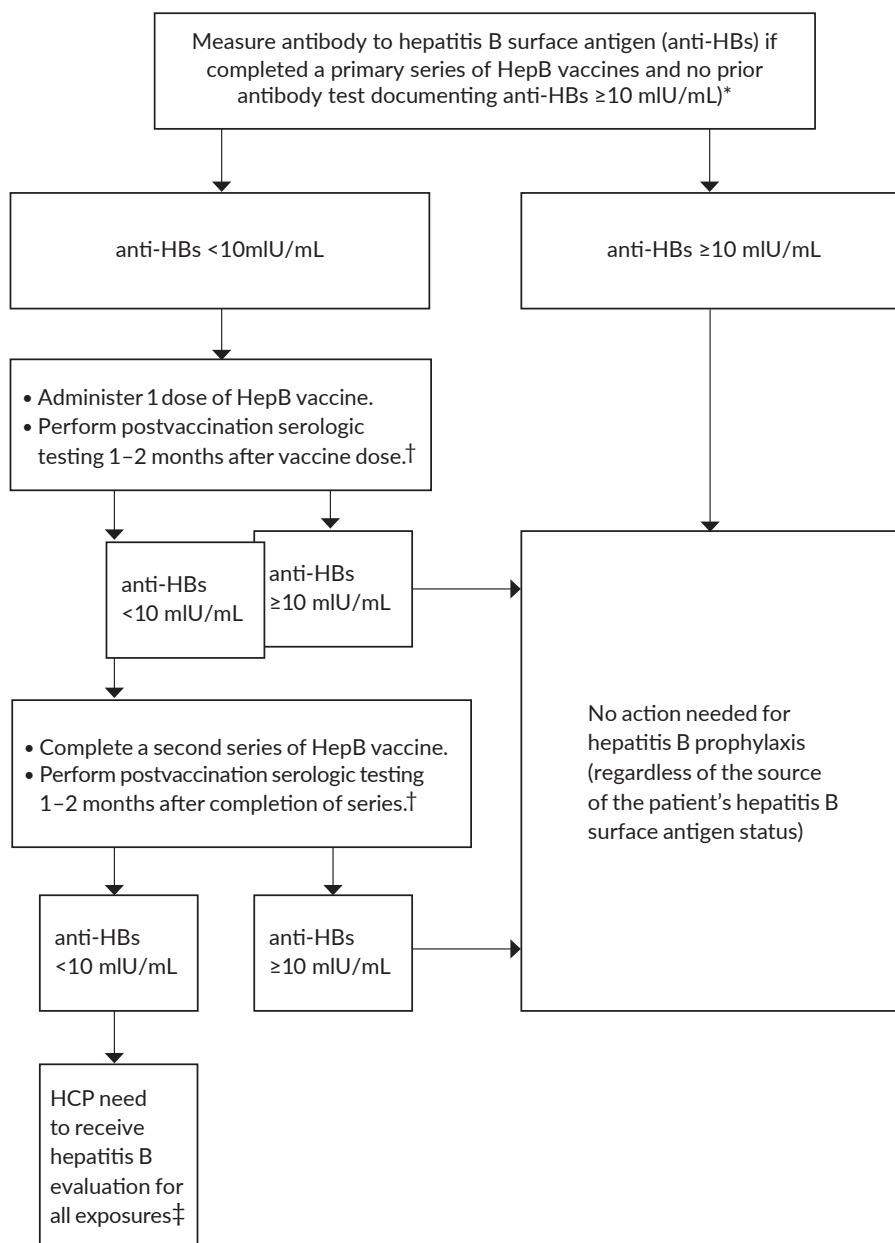 Measure antibody to hepatitis B surface antigen (anti-HBs) if
completed a primary series of HepB vaccines and no prior
antibody test documenting anti-HBs ≥10 mIU/mL)*
anti-HBs <10mIU/mL
anti-HBs ≥10 mIU/mL
• Administer 1 dose of HepB vaccine.
• Perform postvaccination serologic
testing 1–2 months after vaccine dose.†
anti-HBs
<10 mIU/mL
anti-HBs
≥10 mIU/mL
No action needed for
hepatitis B prophylaxis
(regardless of the source
of the patient's hepatitis B
surface antigen status)
• Complete a second series of HepB vaccine.
• Perform postvaccination serologic testing
1–2 months after completion of series.†
anti-HBs
<10 mIU/mL
anti-HBs
≥10 mIU/mL
HCP need
to receive
hepatitis B
evaluation for
all exposures‡